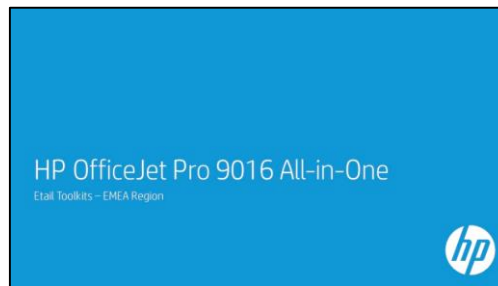 HP OfficeJet Pro 9016 All-in-One
Etail Toolkits – EMEA Region
hp